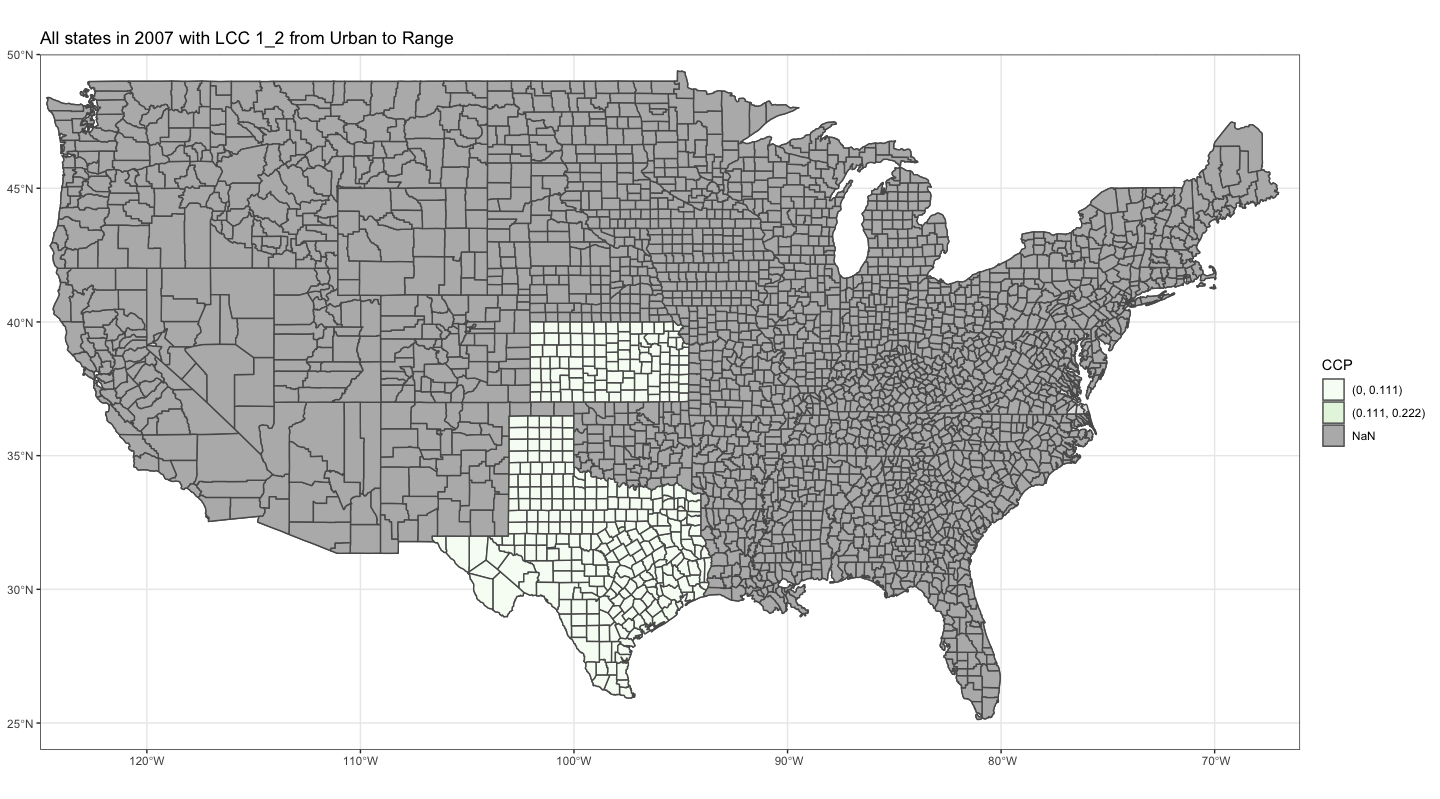 All states in 2007 with LCC 1_2 from Urban to Range
50°N
45°N
40°N
35°N
30°N
25°N
120°W
110°W
100°W
90°W
80°W
70°W
CCP
(0, 0.111)
(0.111, 0.222)
NaN